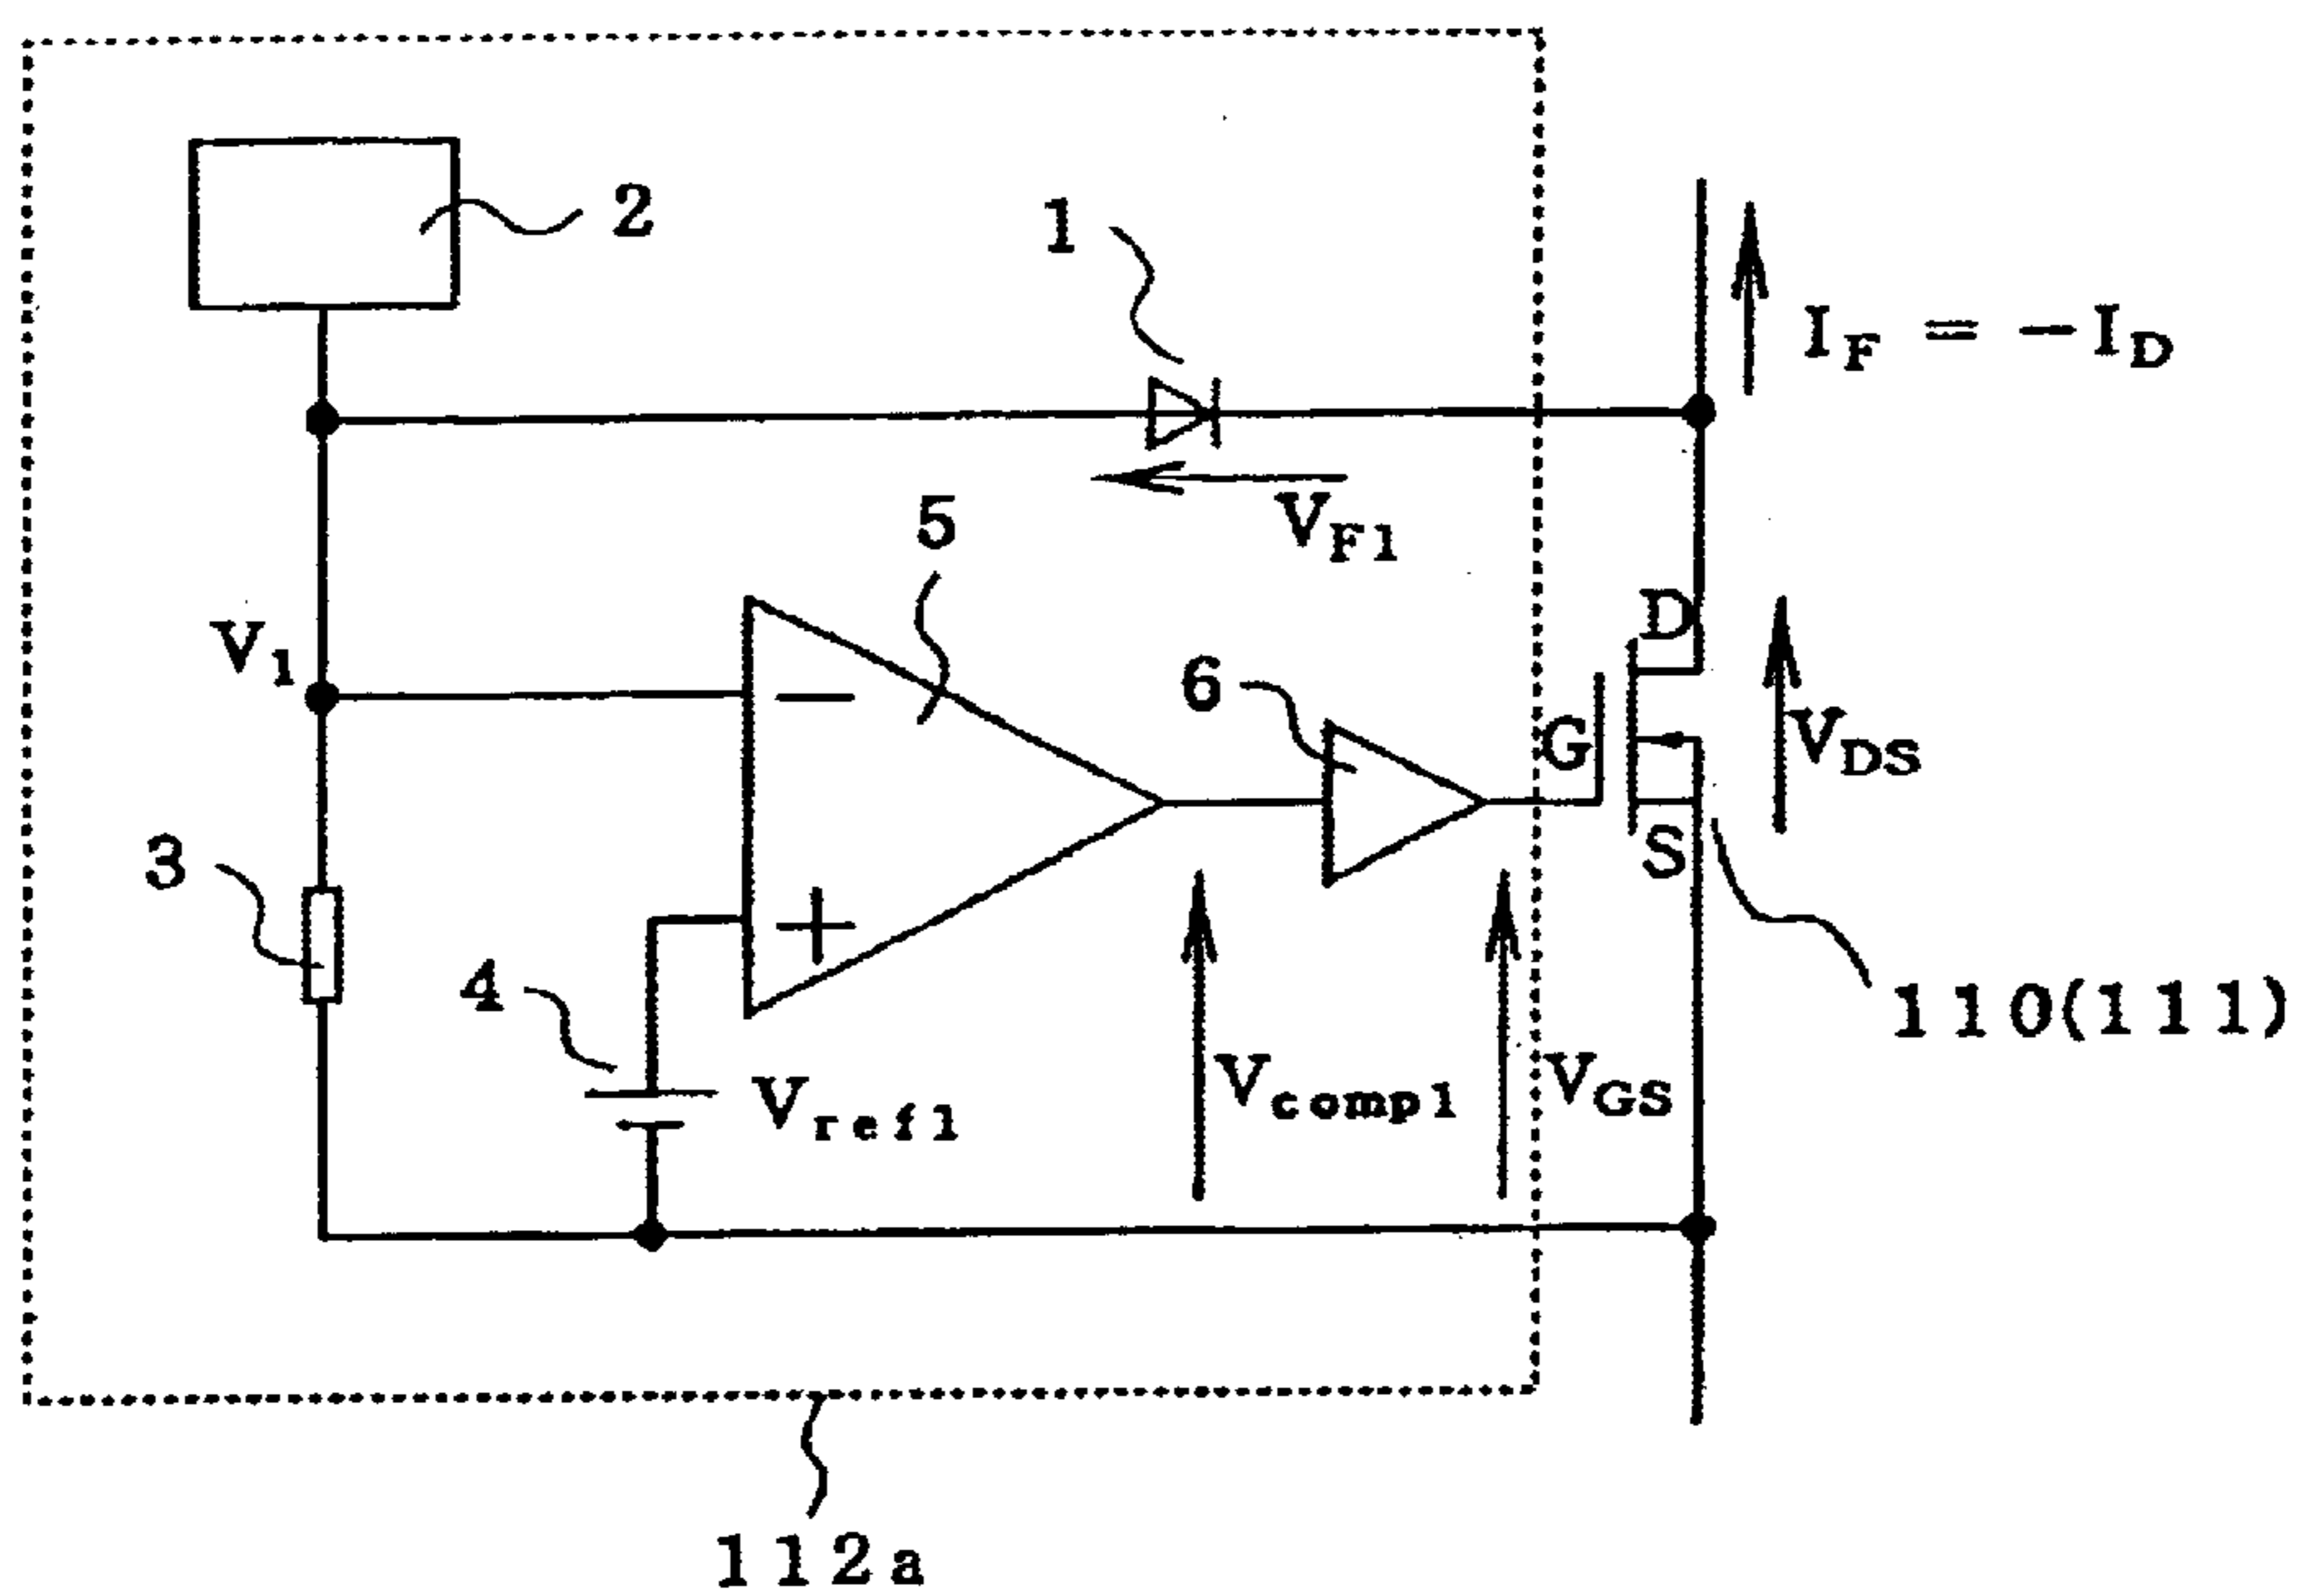 2
1
I_F = -I_D
V_F1
5
V_1
D
6
G
V_DS
3
S
4
110(111)
V_ref1
V_comp1
V_GS
112a